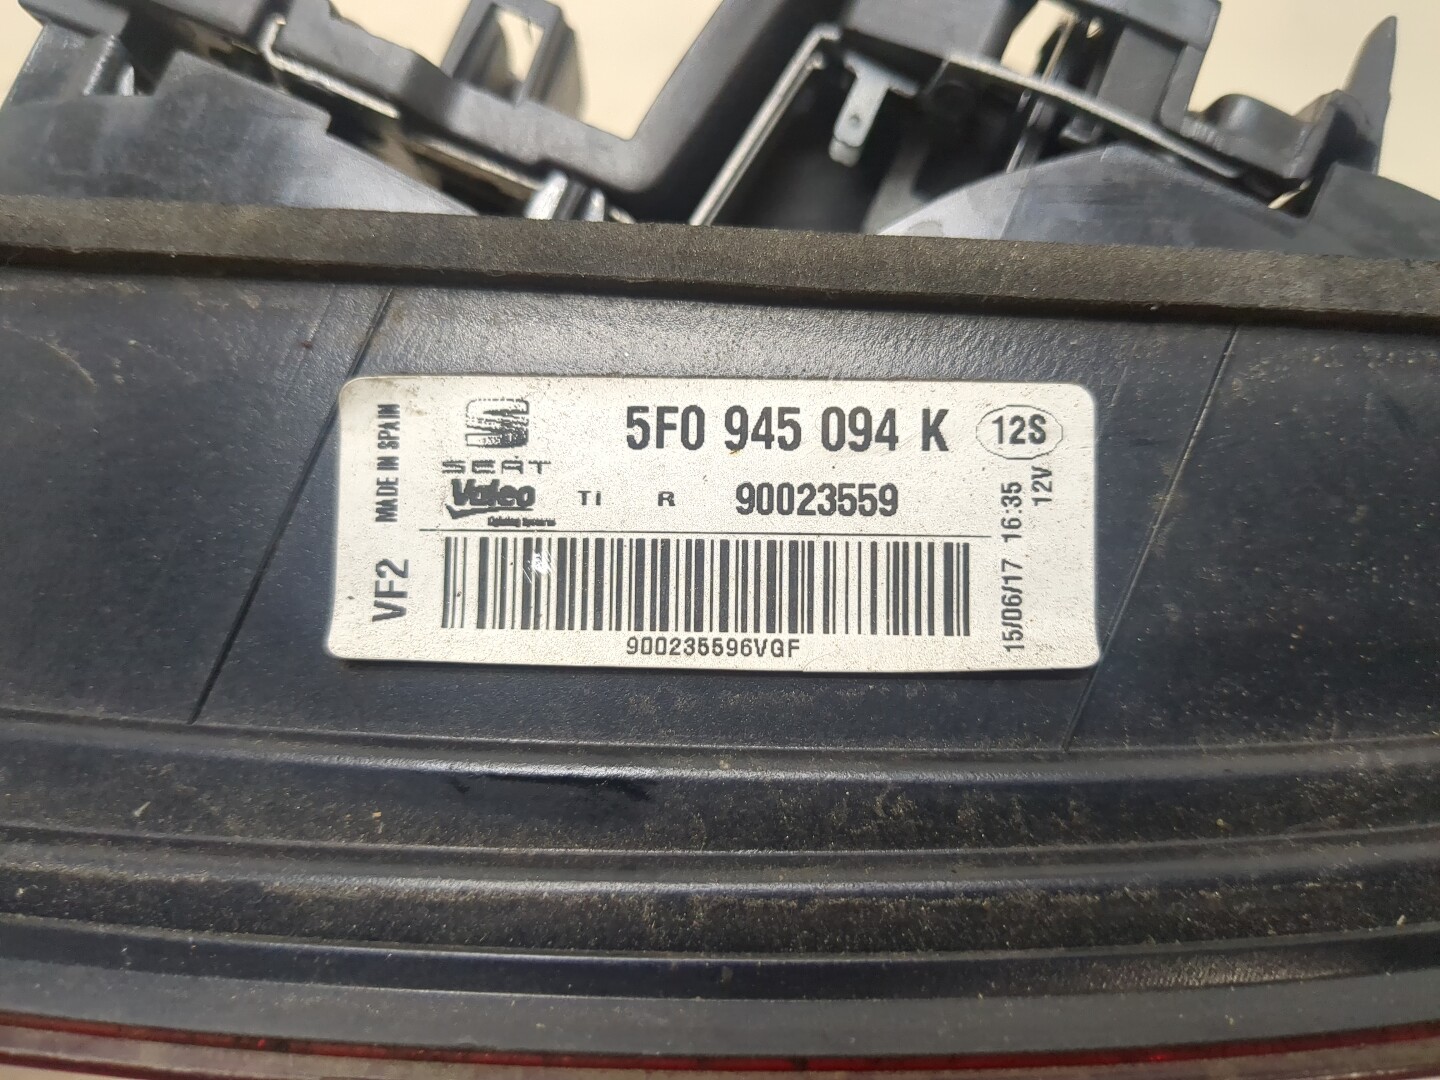 5F0 945 094 K 12S
SEAT
Valeo TI R 90023559
900235596VGF
VF2 MADE IN SPAIN
15/06/17 16:35
12V